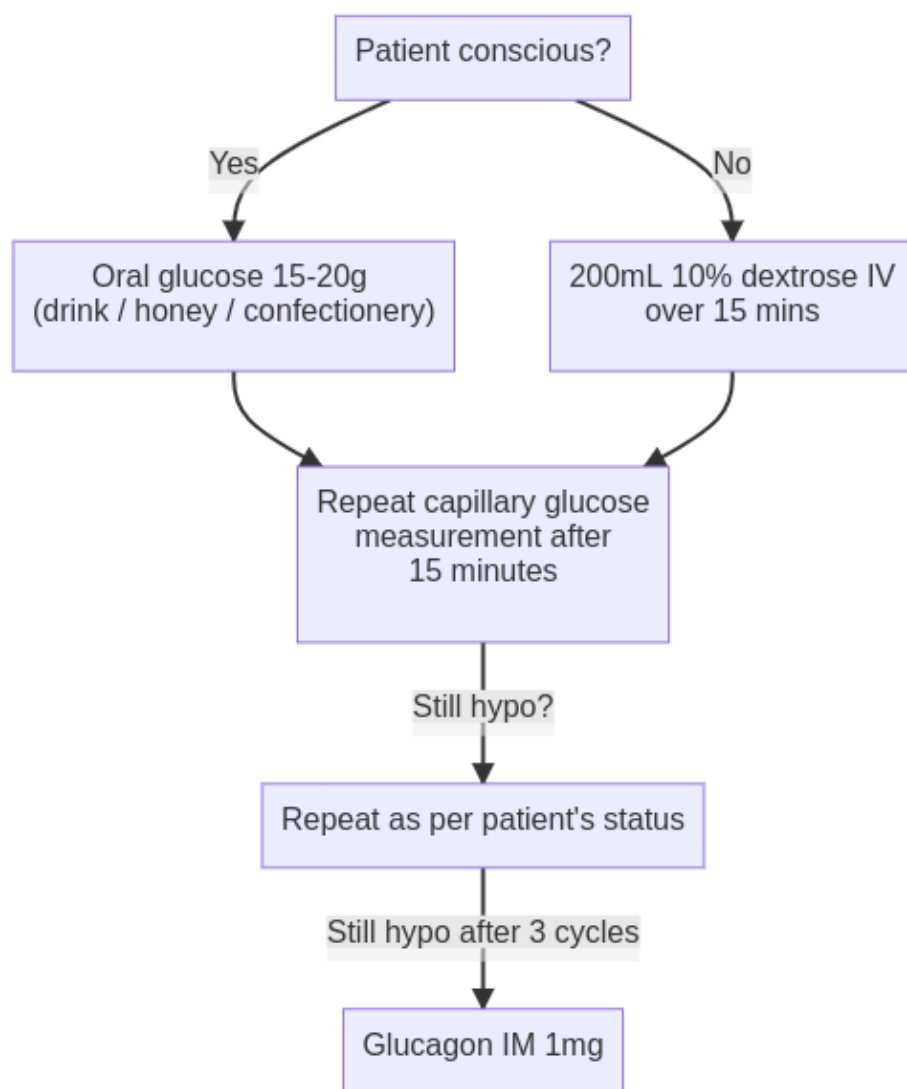 Patient conscious?
Yes
No
Oral glucose 15-20g
(drink / honey / confectionery)
200mL 10% dextrose IV
over 15 mins
Repeat capillary glucose
measurement after
15 minutes
Still hypo?
Repeat as per patient's status
Still hypo after 3 cycles
Glucagon IM 1mg